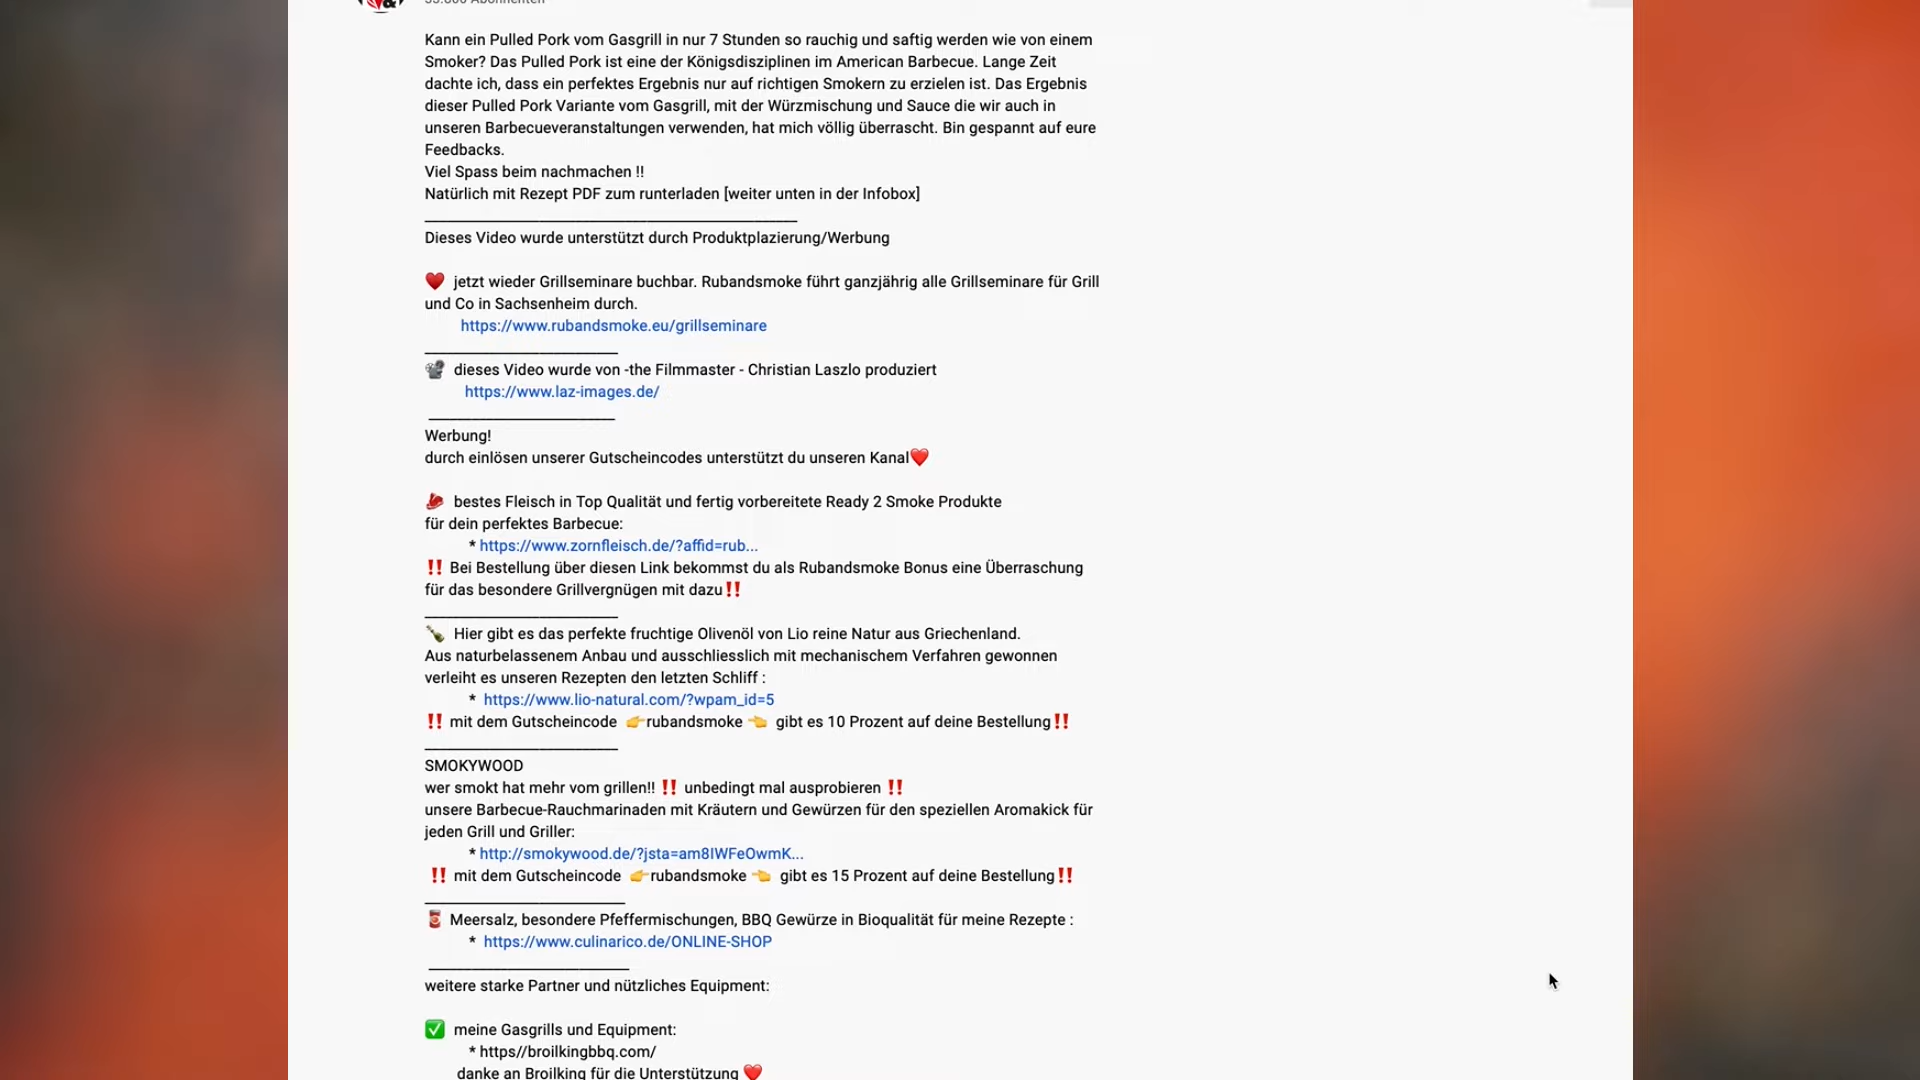 Kann ein Pulled Pork vom Gasgrill in nur 7 Stunden so rauchig und saftig werden wie von einem
Smoker? Das Pulled Pork ist eine der Königsdisziplinen im American Barbecue. Lange Zeit
dachte ich, dass ein perfektes Ergebnis nur auf richtigen Smokern zu erzielen ist. Das Ergebnis
dieser Pulled Pork Variante vom Gasgrill, mit der Würzmischung und Sauce die wir auch in
unseren Barbecueveranstaltungen verwenden, hat mich völlig überrascht. Bin gespannt auf eure
Feedbacks.
Viel Spass beim nachmachen !!
Natürlich mit Rezept PDF zum runterladen [weiter unten in der Infobox]
Dieses Video wurde unterstützt durch Produktplazierung/Werbung
❤️ jetzt wieder Grillseminare buchbar. Rubandsmoke führt ganzjährig alle Grillseminare für Grill
und Co in Sachsenheim durch.
https://www.rubandsmoke.eu/grillseminare
📽️ dieses Video wurde von -the Filmmaster - Christian Laszlo produziert
https://www.laz-images.de/
Werbung!
durch einlösen unserer Gutscheincodes unterstützt du unseren Kanal❤️
🥩 bestes Fleisch in Top Qualität und fertig vorbereitete Ready 2 Smoke Produkte
für dein perfektes Barbecue:
* https://www.zornfleisch.de/?affid=rub...
‼️ Bei Bestellung über diesen Link bekommst du als Rubandsmoke Bonus eine Überraschung
für das besondere Grillvergnügen mit dazu‼️
🍾 Hier gibt es das perfekte fruchtige Olivenöl von Lio reine Natur aus Griechenland.
Aus naturbelassenem Anbau und ausschliesslich mit mechanischem Verfahren gewonnen
verleiht es unseren Rezepten den letzten Schliff :
* https://www.lio-natural.com/?wpam_id=5
‼️ mit dem Gutscheincode 👉rubandsmoke 👈 gibt es 10 Prozent auf deine Bestellung‼️
SMOKYWOOD
wer smokt hat mehr vom grillen!! ‼️ unbedingt mal ausprobieren ‼️
unsere Barbecue-Rauchmarinaden mit Kräutern und Gewürzen für den speziellen Aromakick für
jeden Grill und Griller:
* http://smokywood.de/?jsta=am8IWFeOwmK...
‼️ mit dem Gutscheincode 👉rubandsmoke 👈 gibt es 15 Prozent auf deine Bestellung‼️
🥫 Meersalz, besondere Pfeffermischungen, BBQ Gewürze in Bioqualität für meine Rezepte :
* https://www.culinarico.de/ONLINE-SHOP
weitere starke Partner und nützliches Equipment:
✅ meine Gasgrills und Equipment:
* https//broilkingbbq.com/
danke an Broilking für die Unterstützung ❤️